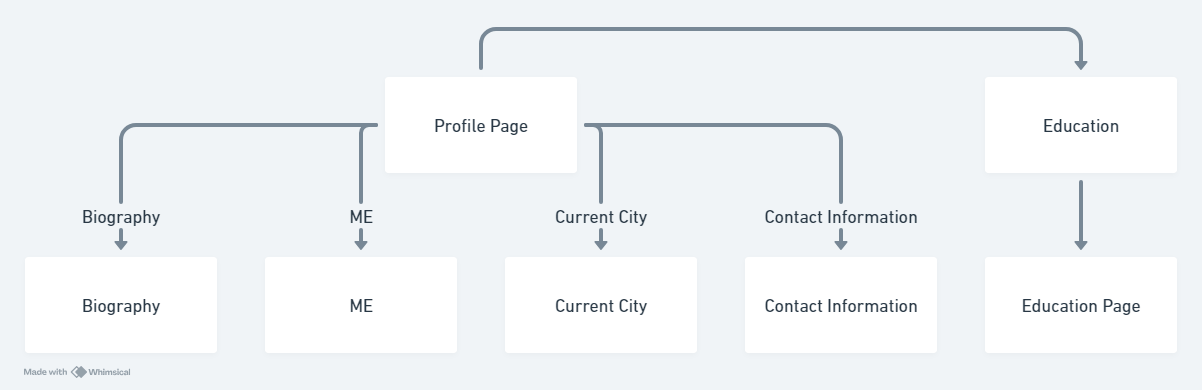 Profile Page
Education
Biography
ME
Current City
Contact Information
Biography
ME
Current City
Contact Information
Education Page
Made with Whimsical